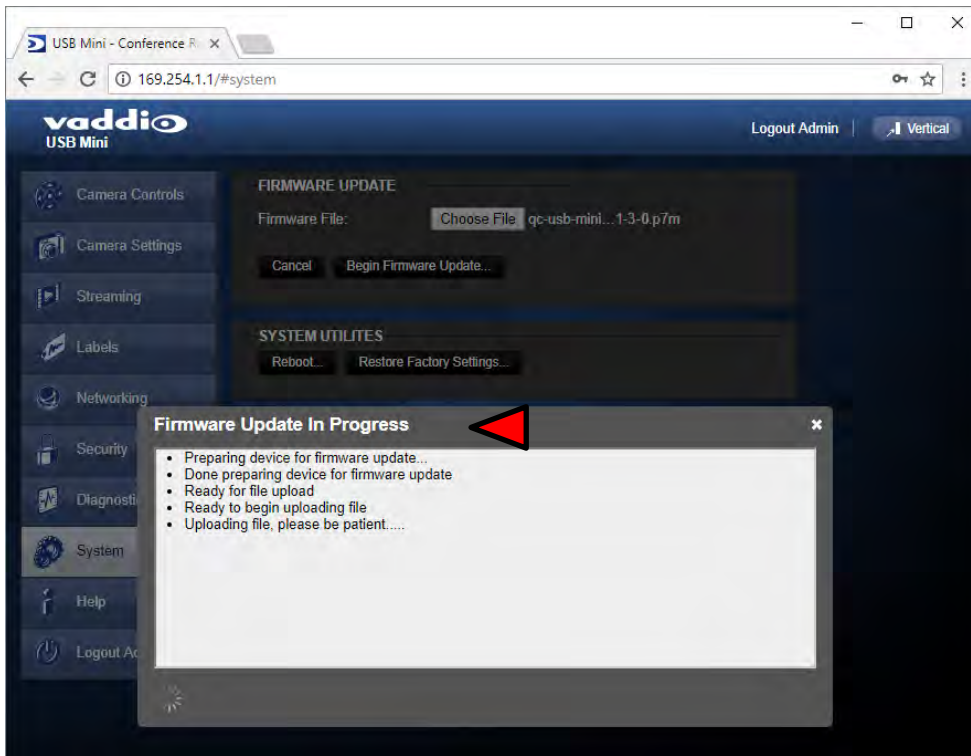 USB Mini - Conference R
169.254.1.1/#system
vaddio
USB Mini
Logout Admin
Vertical
Camera Controls
Camera Settings
Streaming
Labels
Networking
Security
Diagnosti
System
Help
Logout Ad
FIRMWARE UPDATE
Firmware File:
Choose File qc-usb-mini...1-3-0.p7m
Cancel
Begin Firmware Update...
SYSTEM UTILITES
Reboot...
Restore Factory Settings...
Firmware Update In Progress
• Preparing device for firmware update...
• Done preparing device for firmware update
• Ready for file upload
• Ready to begin uploading file
• Uploading file, please be patient.....